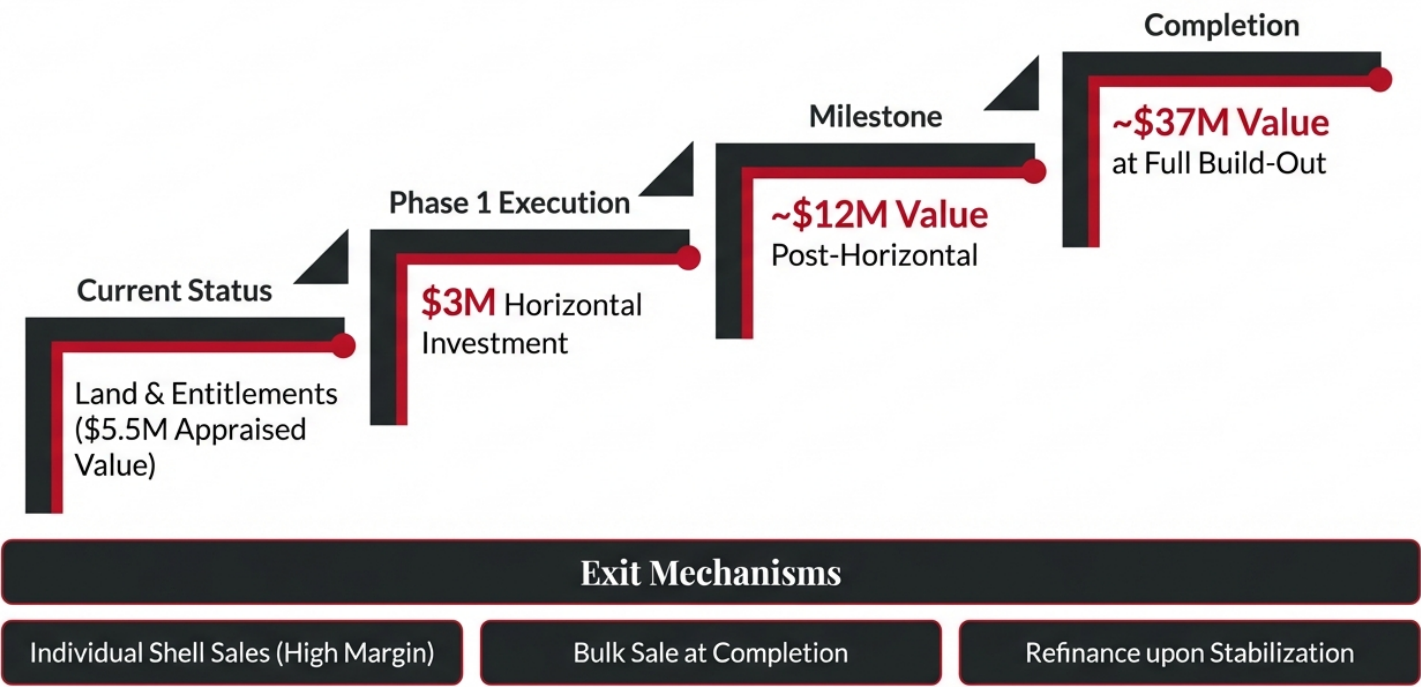 Current Status
Land & Entitlements
($5.5M Appraised
Value)
Phase 1 Execution
$3M Horizontal
Investment
Milestone
~$12M Value
Post-Horizontal
Completion
~$37M Value
at Full Build-Out
Exit Mechanisms
Individual Shell Sales (High Margin)
Bulk Sale at Completion
Refinance upon Stabilization